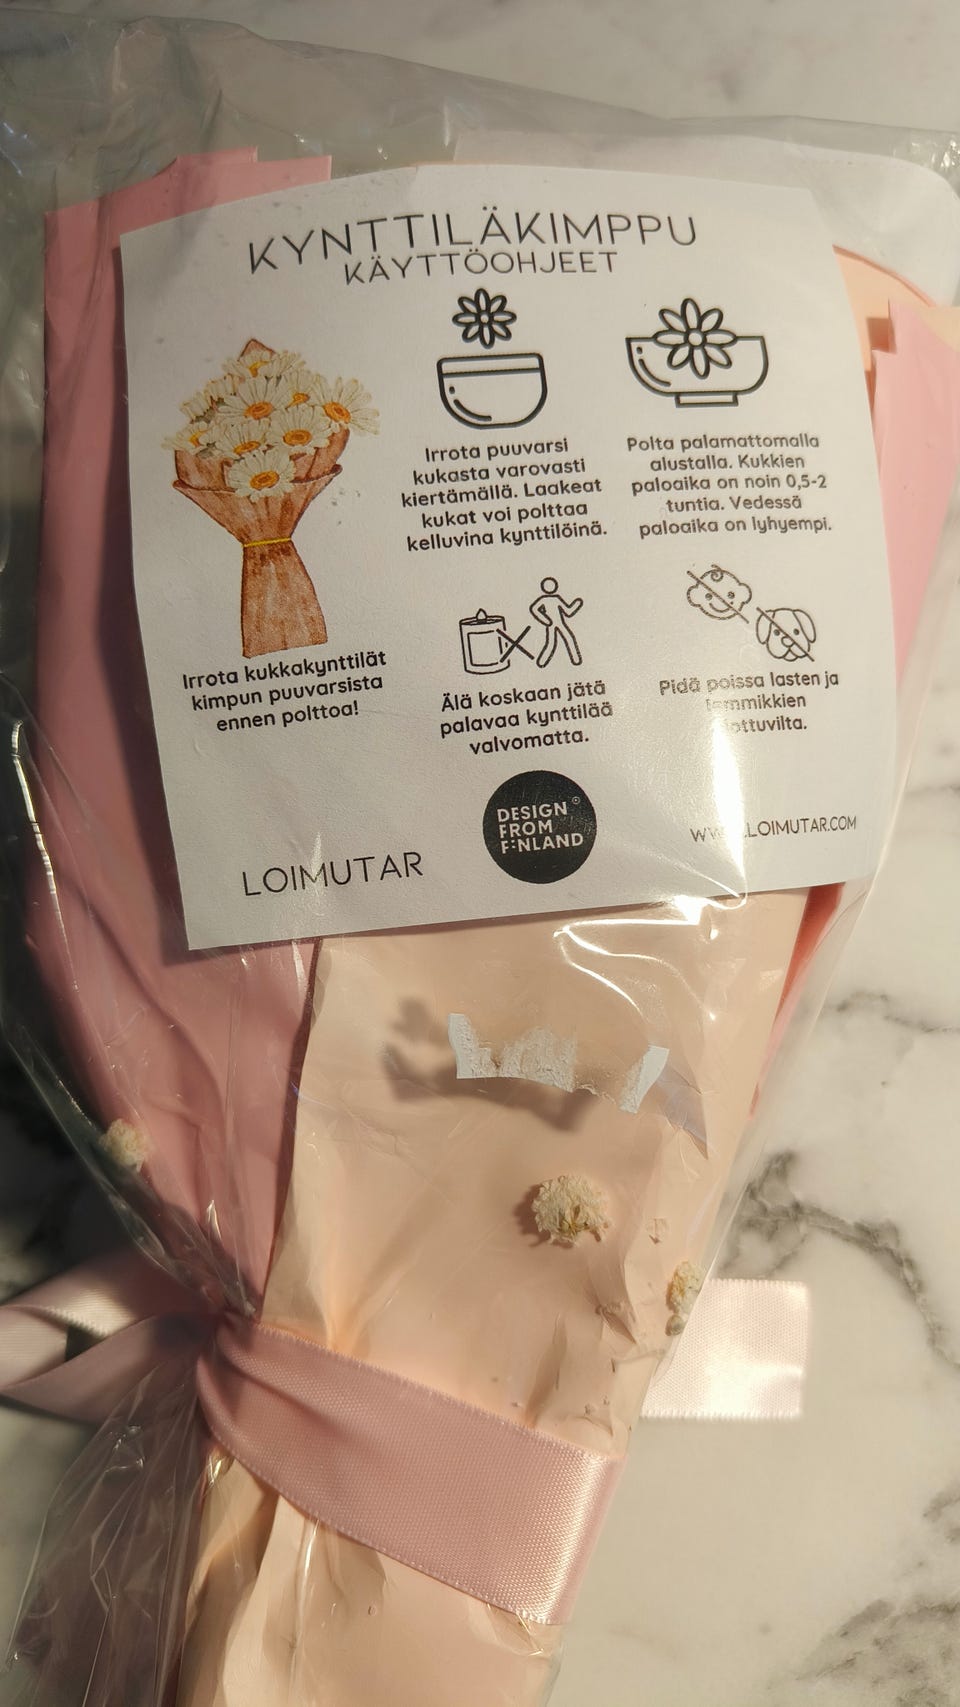 KYNTTILÄKIMPPU
KÄYTTÖOHJEET
Irrota kukkakynttilät
kimpun puuvarsista
ennen polttoa!
Irrota puuvarsi
kukasta varovasti
kiertämällä. Laakeat
kukat voi polttaa
kelluvina kynttilöinä.
Polta palamattomalla
alustalla. Kukkien
paloaika on noin 0,5-2
tuntia. Vedessä
paloaika on lyhyempi.
Älä koskaan jätä
palavaa kynttilää
valvomatta.
Pidä poissa lasten ja
LOIMUTAR
DESIGN
FROM
FINLAND
®